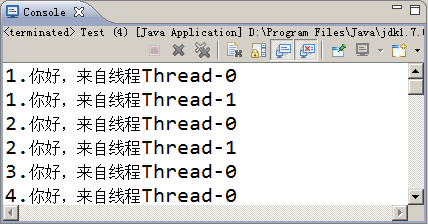 Console
<terminated> Test (4) [Java Application] D:\Program Files\Java\jdk1.7.
1.你好，来自线程Thread-0
1.你好，来自线程Thread-1
2.你好，来自线程Thread-0
2.你好，来自线程Thread-1
3.你好，来自线程Thread-0
4.你好，来自线程Thread-0